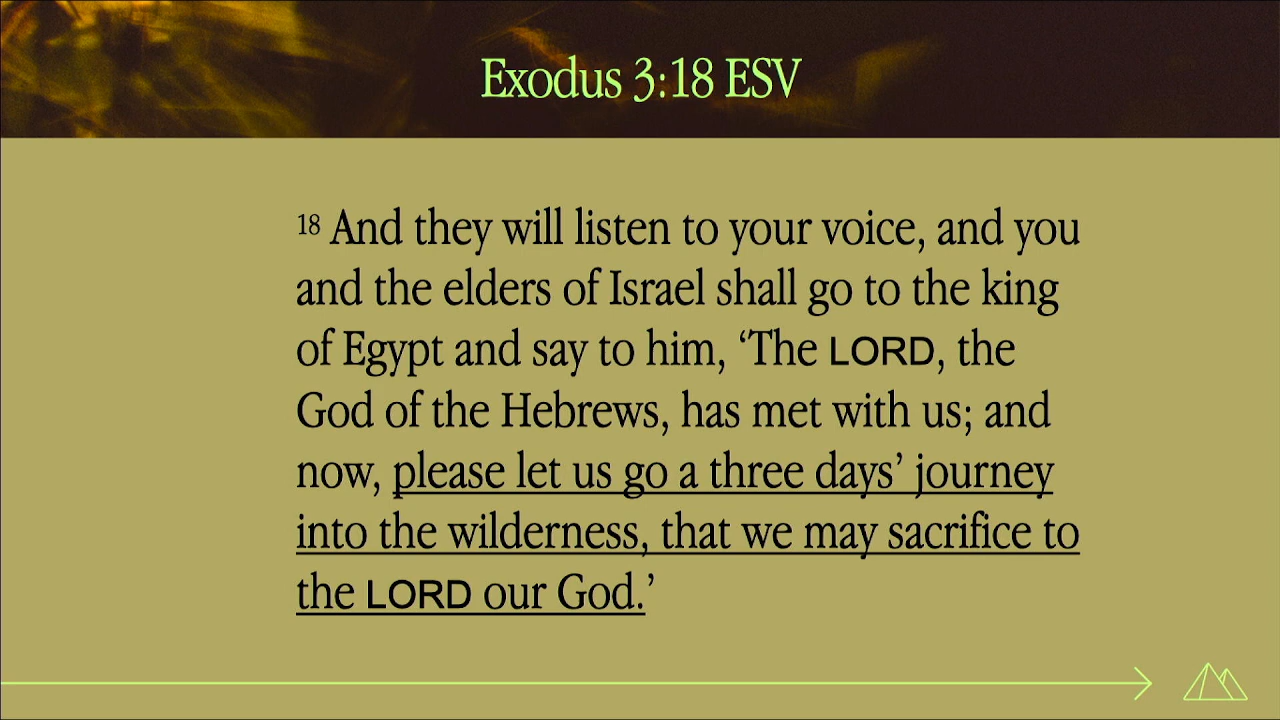 Exodus 3:18 ESV
18 And they will listen to your voice, and you
and the elders of Israel shall go to the king
of Egypt and say to him, ‘The LORD, the
God of the Hebrews, has met with us; and
now, please let us go a three days’ journey
into the wilderness, that we may sacrifice to
the LORD our God.’